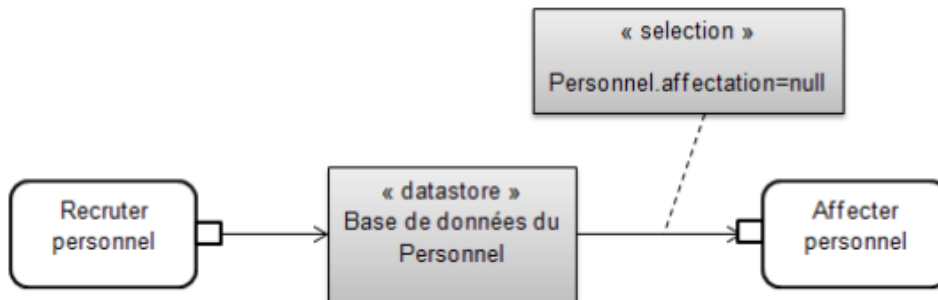 « selection »
Personnel.affectation=null
Recruter
personnel
« datastore »
Base de données du
Personnel
Affecter
personnel